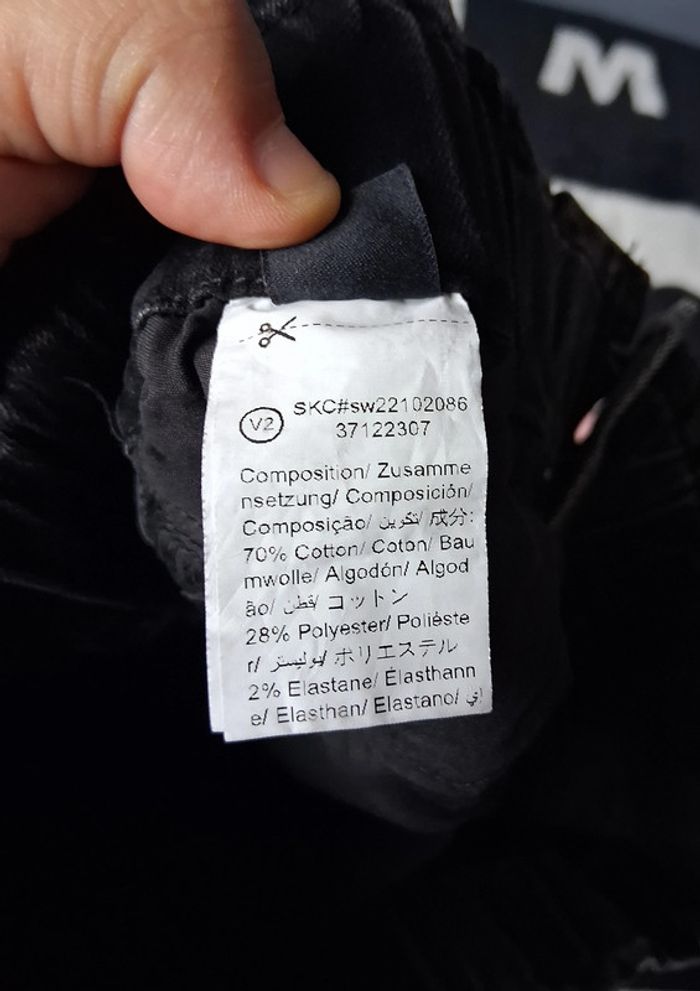 M
V2
SKC#sw22102086
37122307
Composition/ Zusamme
nsetzung/ Composición/
Composição/ تكوين/ 成分:
70% Cotton/ Coton/ Bau
mwolle/ Algodón/ Algod
ão/ قطن/ コットン
28% Polyester/ Polieste
r/ بوليستر/ ポリエステル
2% Elastane/ Élasthann
e/ Elasthan/ Elastano/ إي